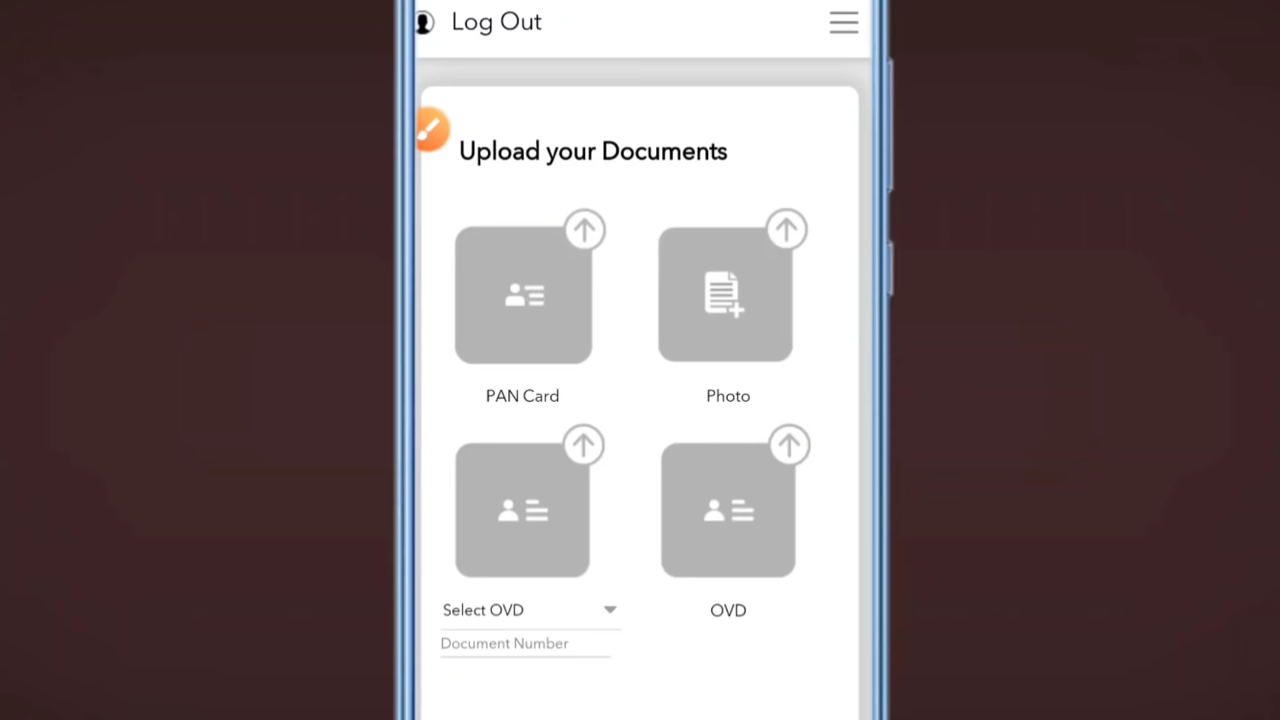 Log Out
Upload your Documents
PAN Card
Photo
Select OVD
OVD
Document Number